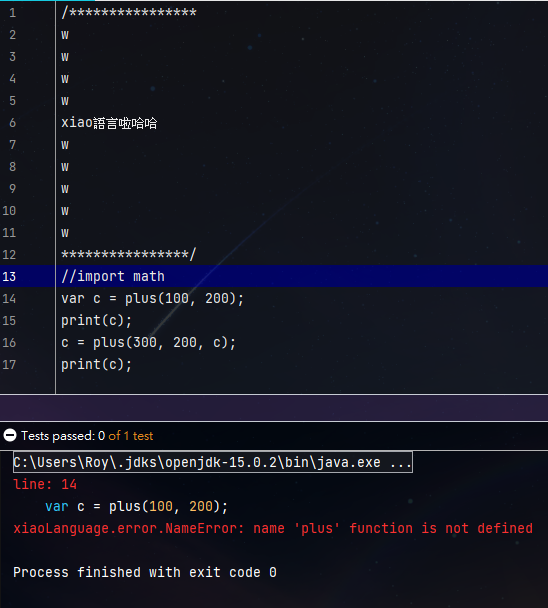 1 /****************
2 w
3 w
4 w
5 w
6 xiao語言啦哈哈
7 w
8 w
9 w
10 w
11 w
12 ****************/
13 //import math
14 var c = plus(100, 200);
15 print(c);
16 c = plus(300, 200, c);
17 print(c);
Tests passed: 0 of 1 test
C:\Users\Roy\.jdks\openjdk-15.0.2\bin\java.exe ...
line: 14
var c = plus(100, 200);
xiaoLanguage.error.NameError: name 'plus' function is not defined
Process finished with exit code 0